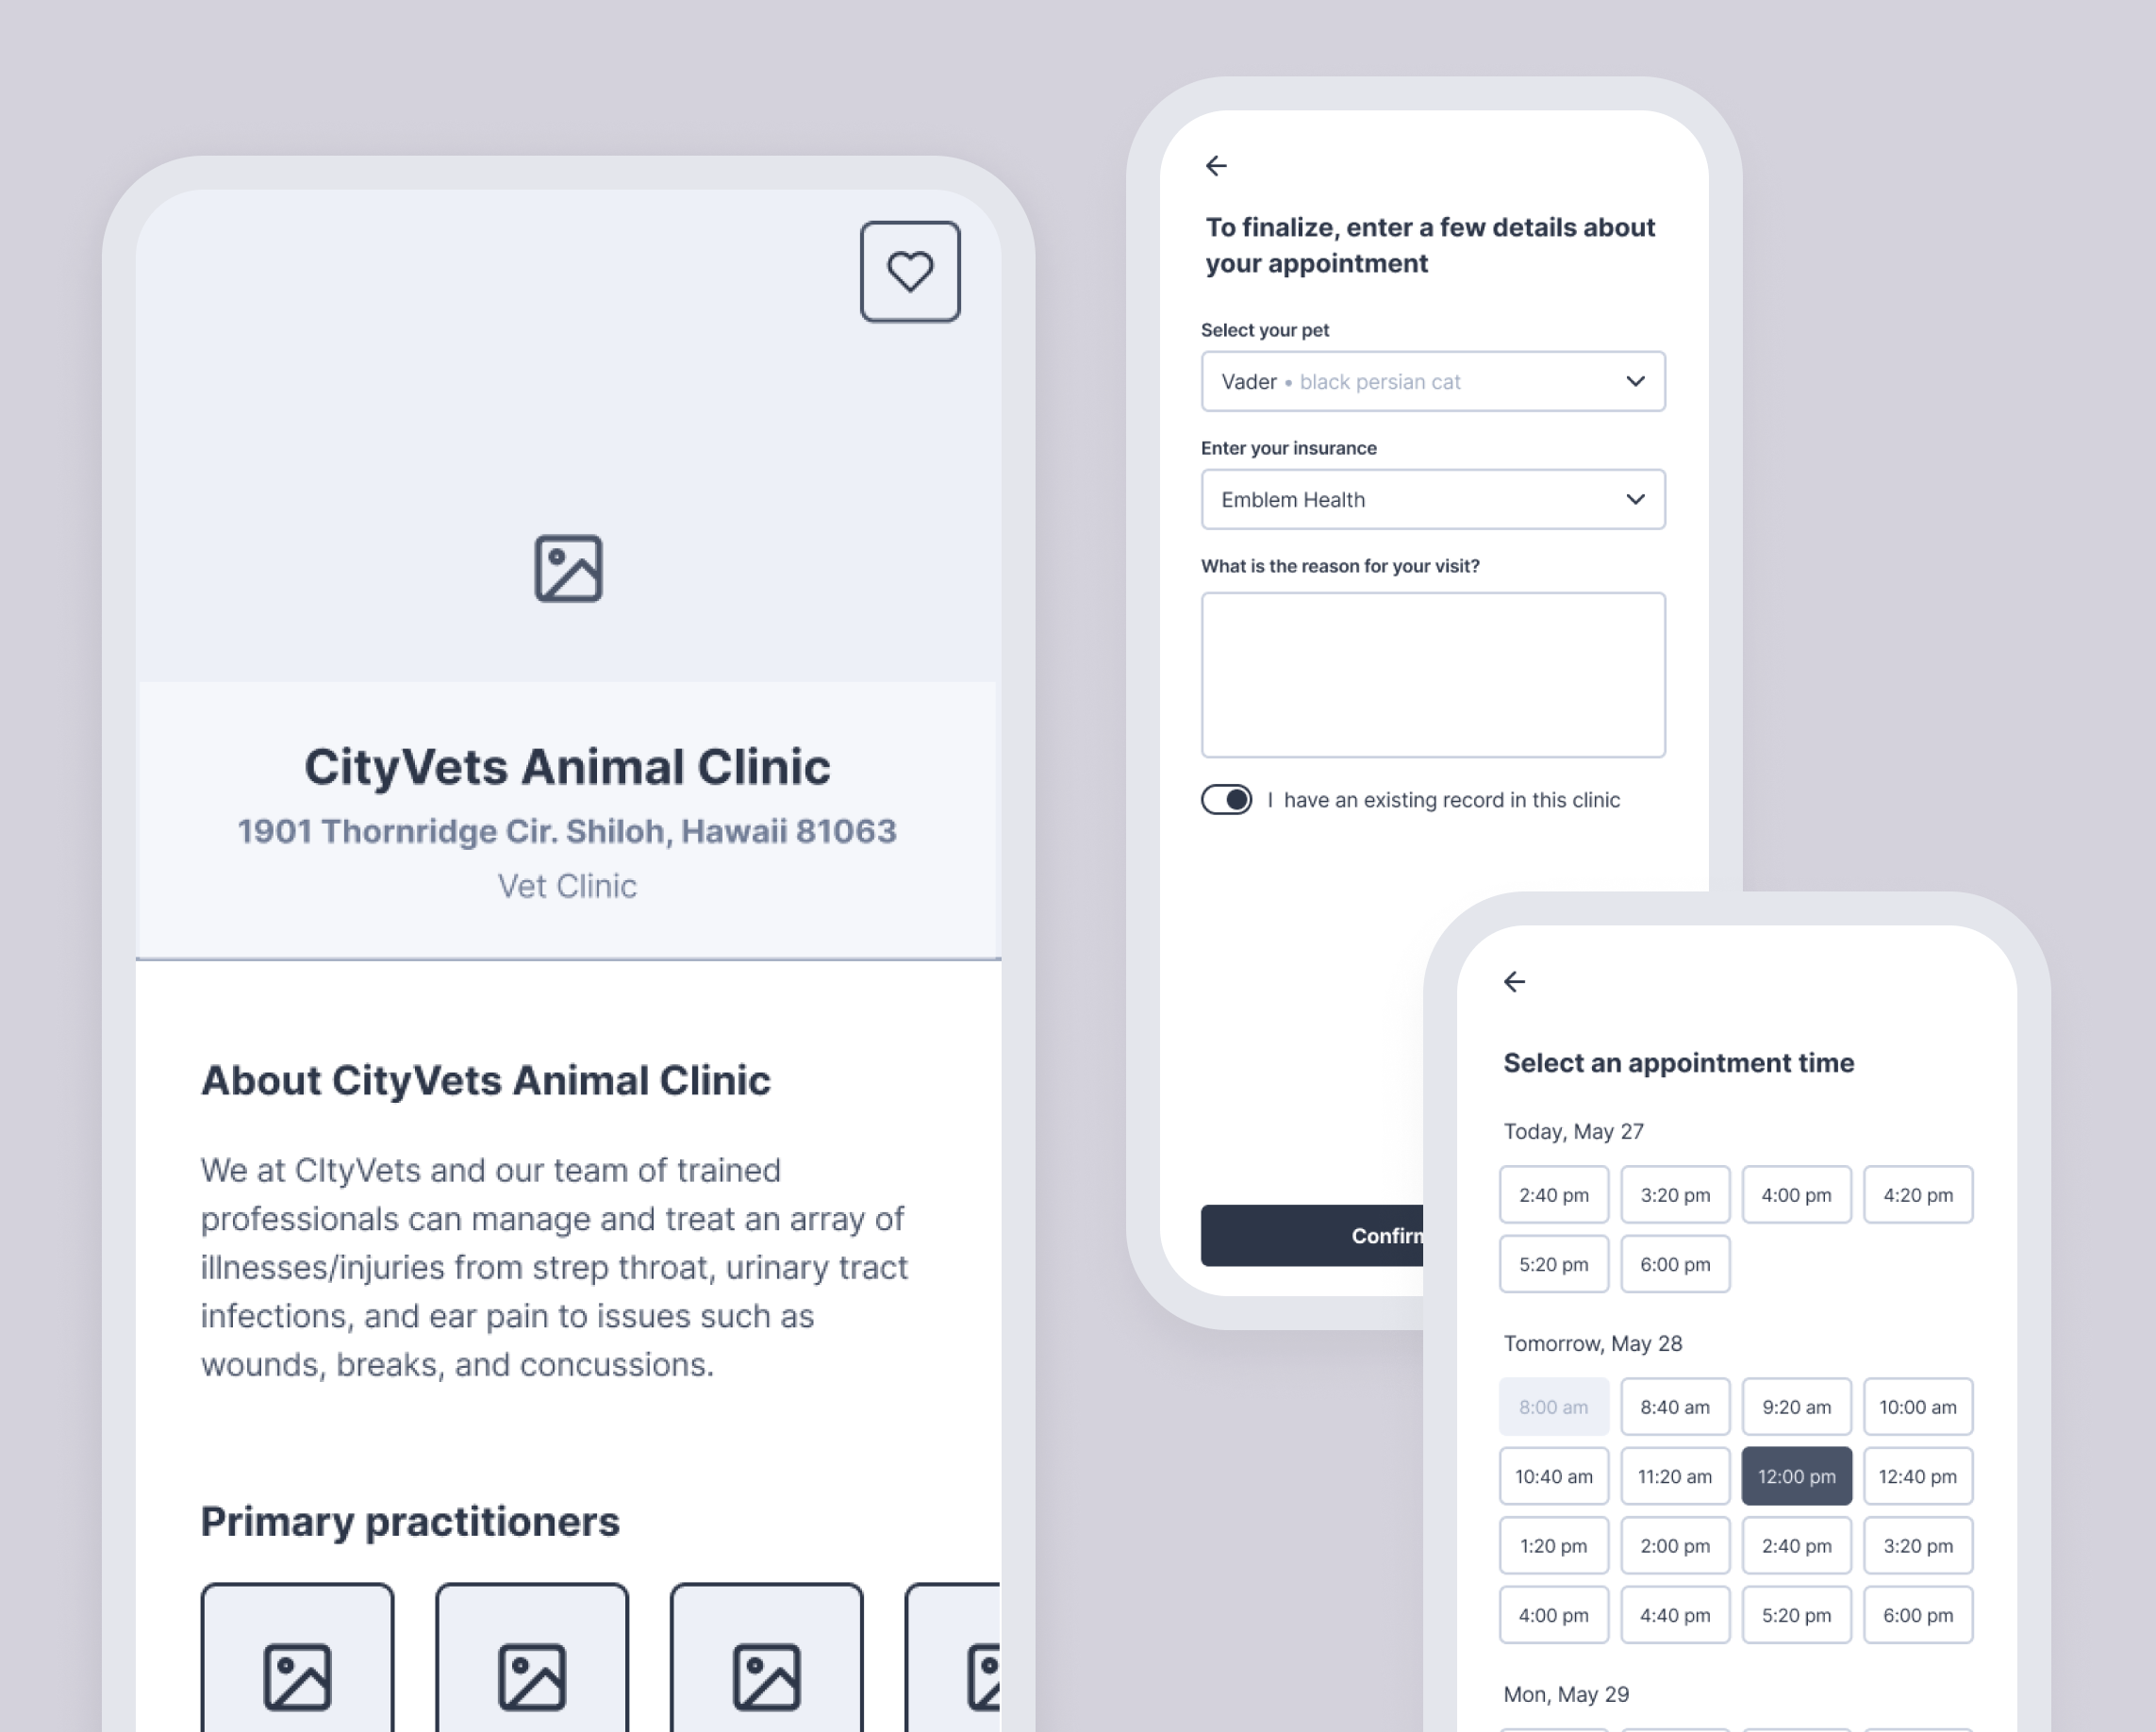 CityVets Animal Clinic
1901 Thornridge Cir. Shiloh, Hawaii 81063
Vet Clinic
About CityVets Animal Clinic
We at CItyVets and our team of trained
professionals can manage and treat an array of
illnesses/injuries from strep throat, urinary tract
infections, and ear pain to issues such as
wounds, breaks, and concussions.
Primary practitioners
To finalize, enter a few details about
your appointment
Select your pet
Vader • black persian cat
Enter your insurance
Emblem Health
What is the reason for your visit?
I have an existing record in this clinic
Select an appointment time
Today, May 27
2:40 pm 3:20 pm 4:00 pm 4:20 pm
5:20 pm 6:00 pm
Tomorrow, May 28
8:00 am 8:40 am 9:20 am 10:00 am
10:40 am 11:20 am 12:00 pm 12:40 pm
1:20 pm 2:00 pm 2:40 pm 3:20 pm
4:00 pm 4:40 pm 5:20 pm 6:00 pm
Mon, May 29